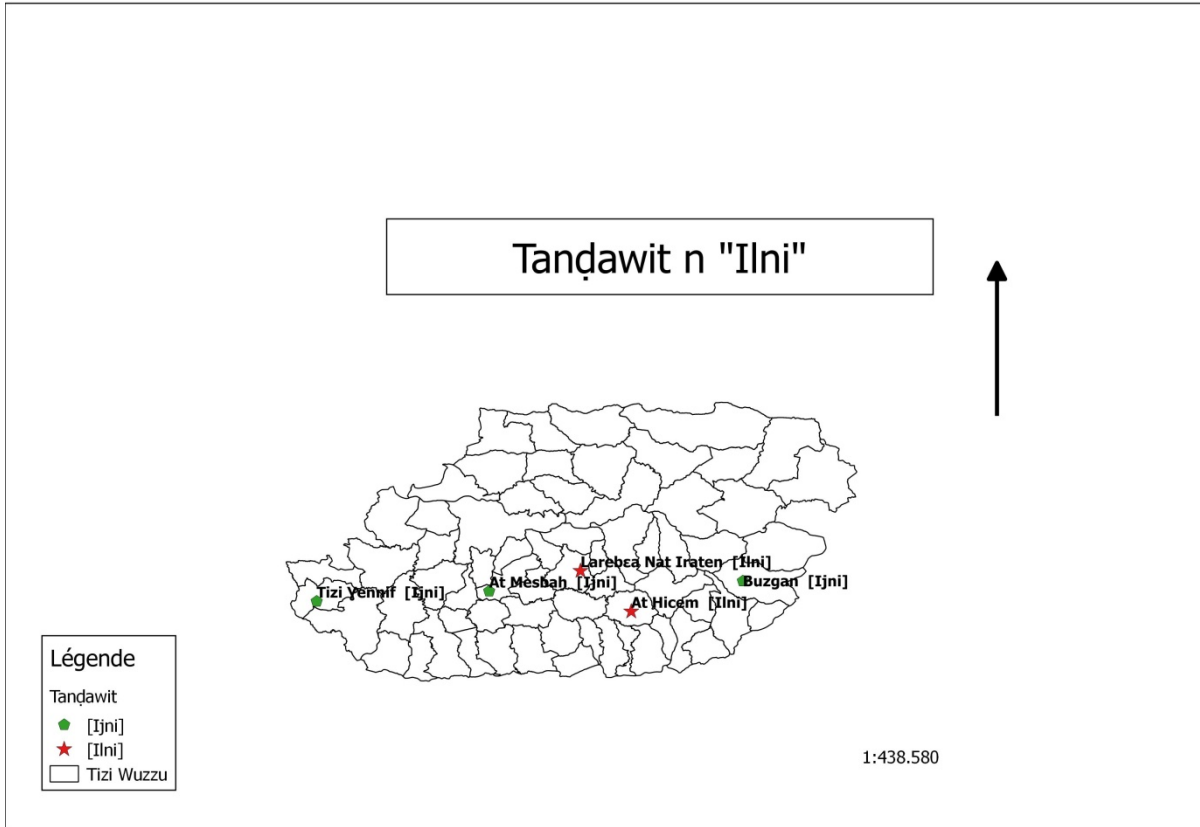 Tanḍawit n "Ilni"
Larebɛa Nat Iraten [Ilni]
At Mesbah [Ijni]
Buzgan [Ijni]
Tizi Ɣennif [Ijni]
At Hicem [Ilni]
Légende
Tanḍawit
[Ijni]
[Ilni]
Tizi Wuzzu
1:438.580